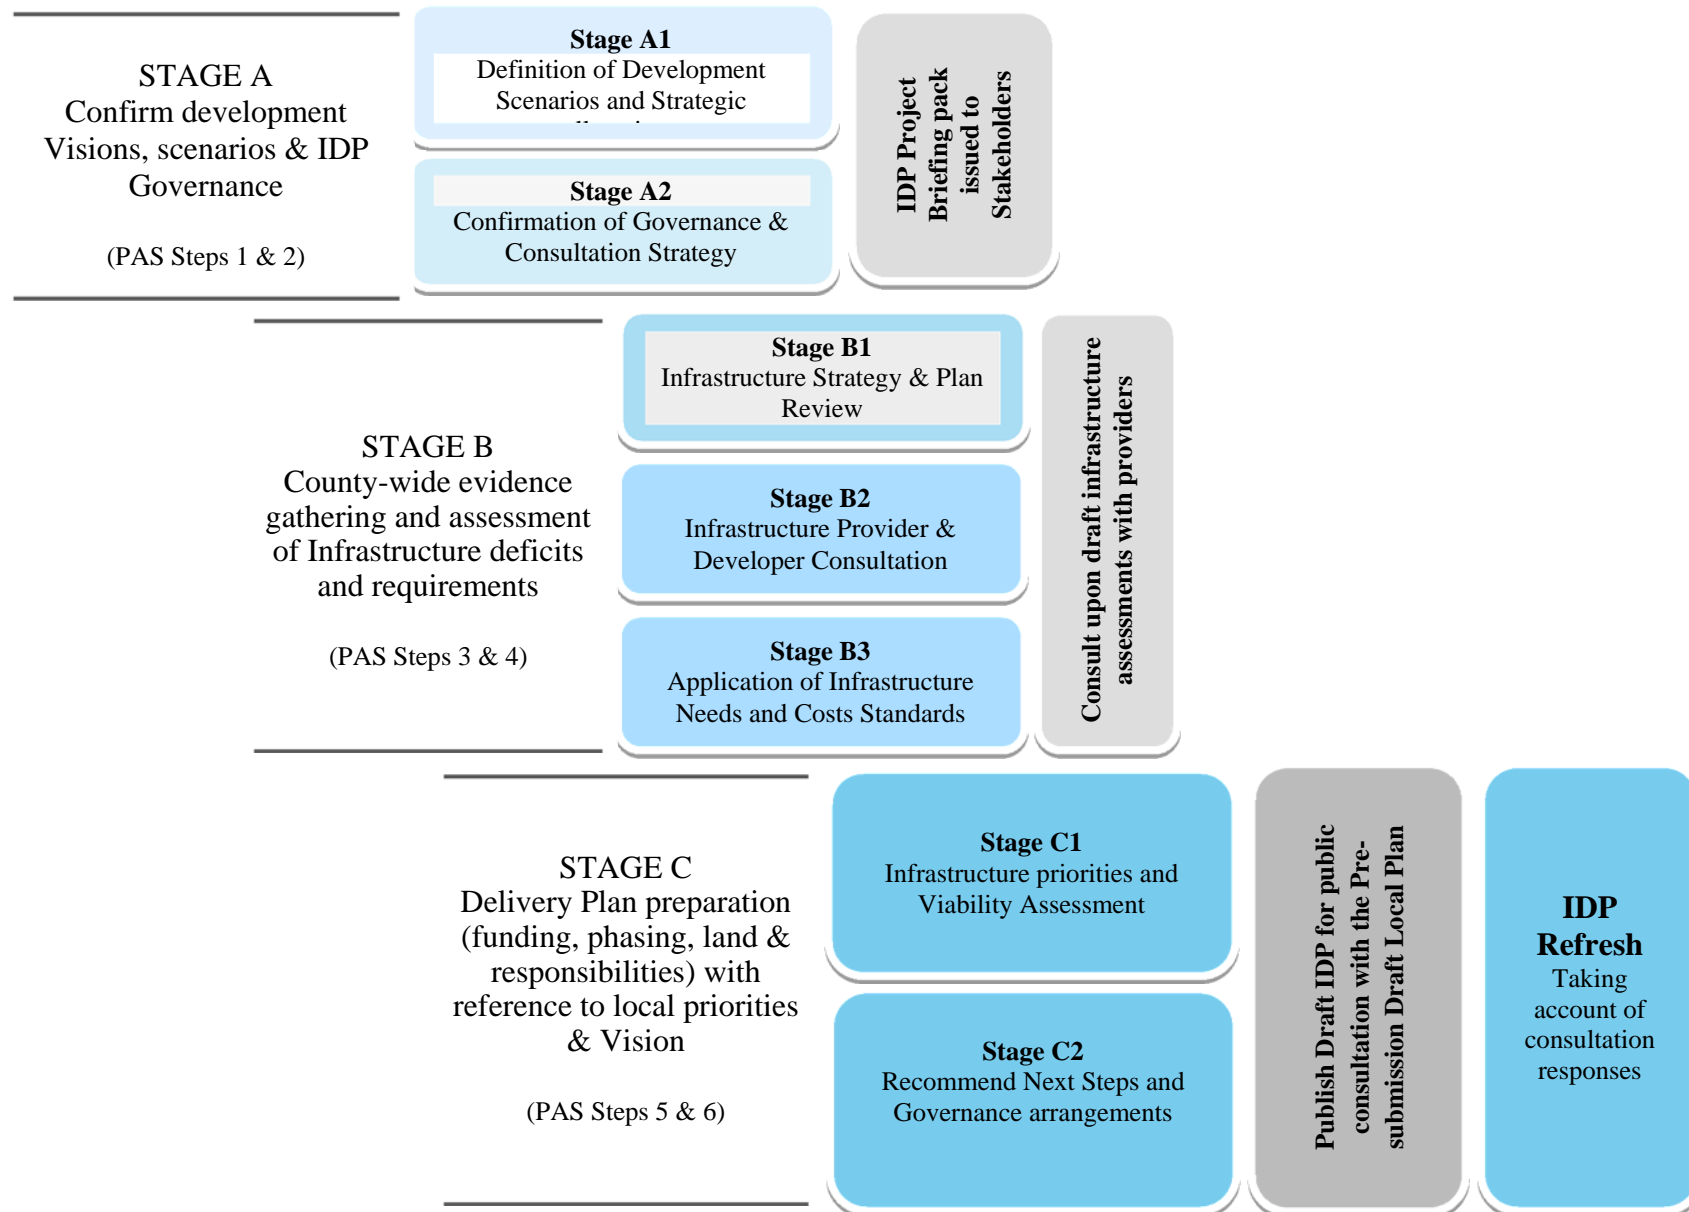 STAGE A
Confirm development
Visions, scenarios & IDP
Governance
(PAS Steps 1 & 2)
Stage A1
Definition of Development
Scenarios and Strategic
Stage A2
Confirmation of Governance &
Consultation Strategy
IDP Project
Briefing pack
issued to
Stakeholders
STAGE B
County-wide evidence
gathering and assessment
of Infrastructure deficits
and requirements
(PAS Steps 3 & 4)
Stage B1
Infrastructure Strategy & Plan
Review
Stage B2
Infrastructure Provider &
Developer Consultation
Stage B3
Application of Infrastructure
Needs and Costs Standards
Consult upon draft infrastructure
assessments with providers
STAGE C
Delivery Plan preparation
(funding, phasing, land &
responsibilities) with
reference to local priorities
& Vision
(PAS Steps 5 & 6)
Stage C1
Infrastructure priorities and
Viability Assessment
Stage C2
Recommend Next Steps and
Governance arrangements
Publish Draft IDP for public
consultation with the Pre-
submission Draft Local Plan
IDP
Refresh
Taking
account of
consultation
responses